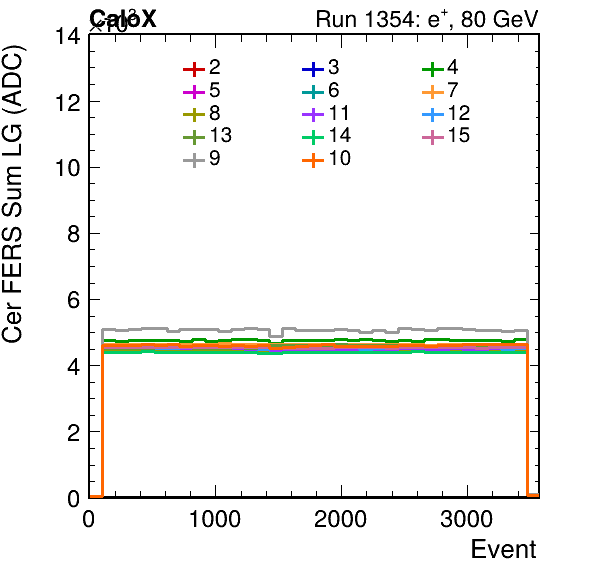 CaloX Run 1354: e⁺, 80 GeV
×10³
Cer FERS Sum LG (ADC)
14
12
10
8
6
4
2
0
2 3 4
5 6 7
8 11 12
13 14 15
9 10
0 1000 2000 3000
Event